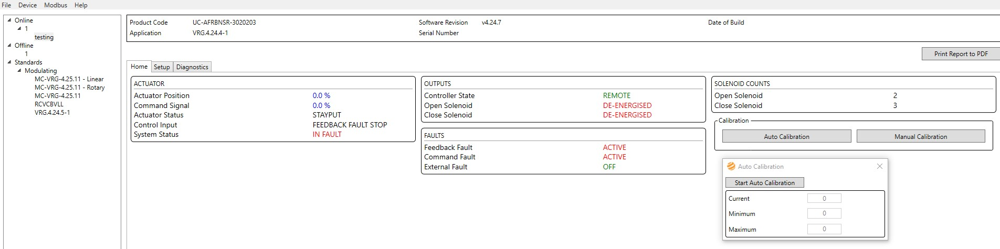 File Device Modbus Help
Online
1
testing
Offline
1
Standards
Modulating
MC-VRG-4.25.11 - Linear
MC-VRG-4.25.11 - Rotary
MC-VRG-4.25.11
RCVCBVLL
VRG.4.24.5-1
Product Code UC-AFRBNSR-3020203 Software Revision v4.24.7 Date of Build
Application VRG.4.24.4-1 Serial Number
Print Report to PDF
Home Setup Diagnostics
ACTUATOR
Actuator Position 0.0 %
Command Signal 0.0 %
Actuator Status STAYPUT
Control Input FEEDBACK FAULT STOP
System Status IN FAULT
OUTPUTS
Controller State REMOTE
Open Solenoid DE-ENERGISED
Close Solenoid DE-ENERGISED
FAULTS
Feedback Fault ACTIVE
Command Fault ACTIVE
External Fault OFF
SOLENOID COUNTS
Open Solenoid 2
Close Solenoid 3
Calibration
Auto Calibration Manual Calibration
Auto Calibration
Start Auto Calibration
Current 0
Minimum 0
Maximum 0